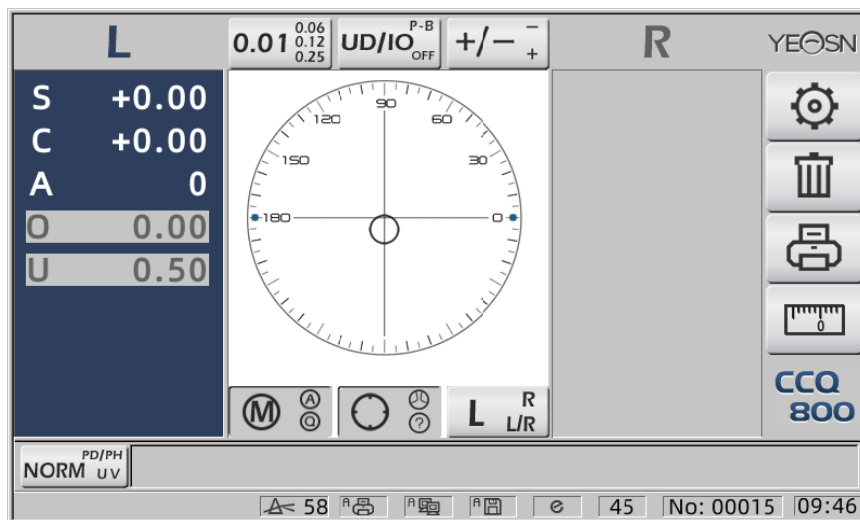 L
0.01 0.06
0.12
0.25
UD/IO P-B
OFF
+/− −
+
R
YEOSN
S +0.00
C +0.00
A 0
O 0.00
U 0.50
90
120 60
150 30
180 0
0
CCQ
800
M A
Q
?
L R
L/R
NORM PD/PH
UV
58 A A A e 45 No: 00015 09:46